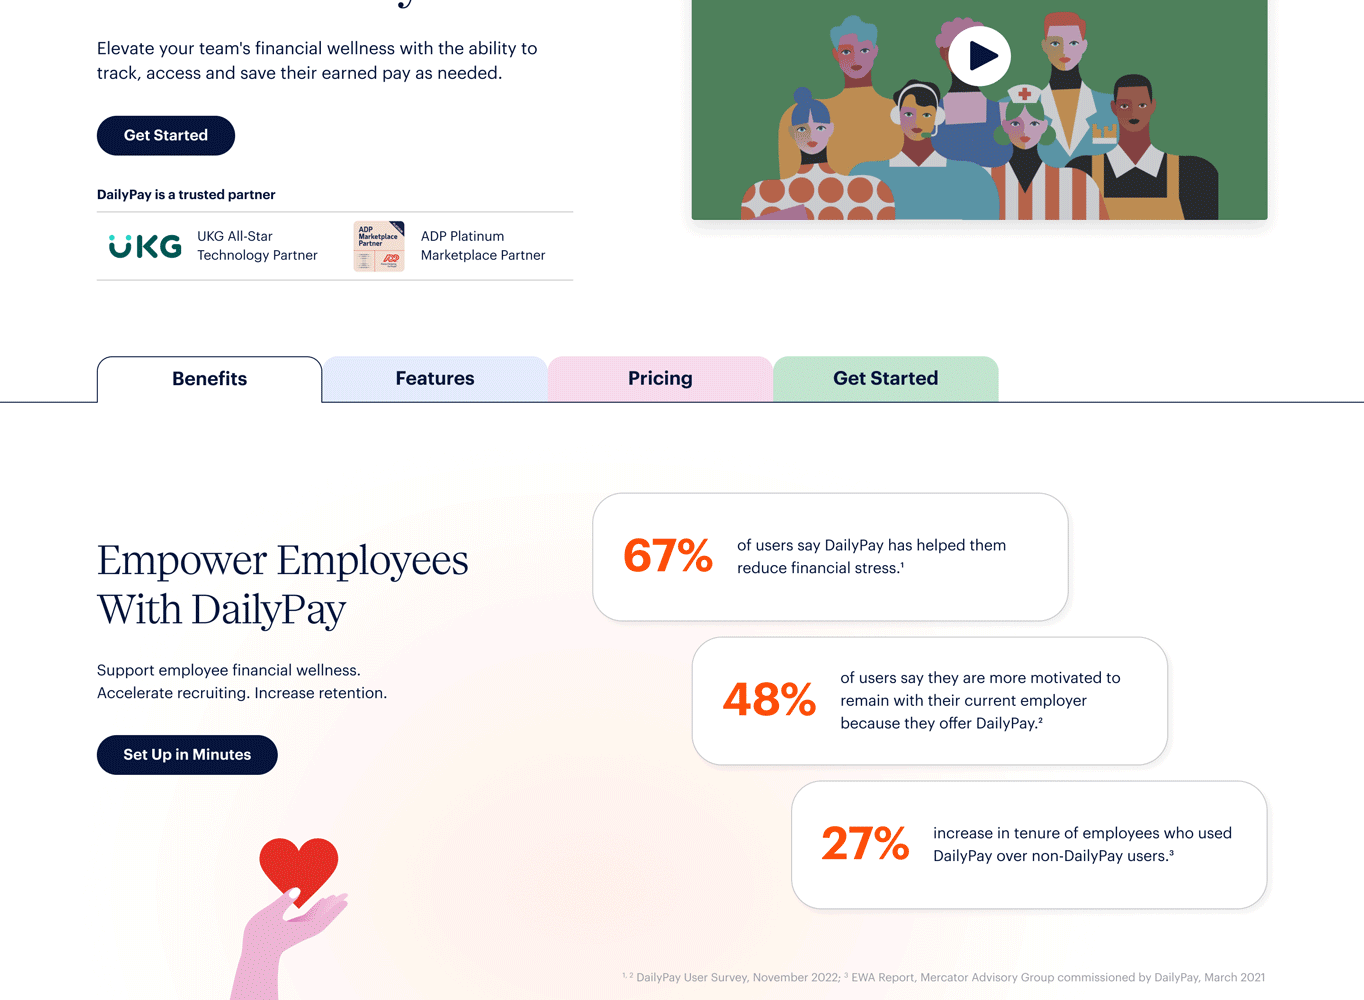 Elevate your team's financial wellness with the ability to
track, access and save their earned pay as needed.
Get Started
DailyPay is a trusted partner
UKG
UKG All-Star
Technology Partner
ADP
Marketplace
Partner
ADP
ADP Platinum
Marketplace Partner
Benefits
Features
Pricing
Get Started
Empower Employees
With DailyPay
Support employee financial wellness.
Accelerate recruiting. Increase retention.
Set Up in Minutes
67%
of users say DailyPay has helped them
reduce financial stress.¹
48%
of users say they are more motivated to
remain with their current employer
because they offer DailyPay.²
27%
increase in tenure of employees who used
DailyPay over non-DailyPay users.³
¹˒ ² DailyPay User Survey, November 2022; ³ EWA Report, Mercator Advisory Group commissioned by DailyPay, March 2021